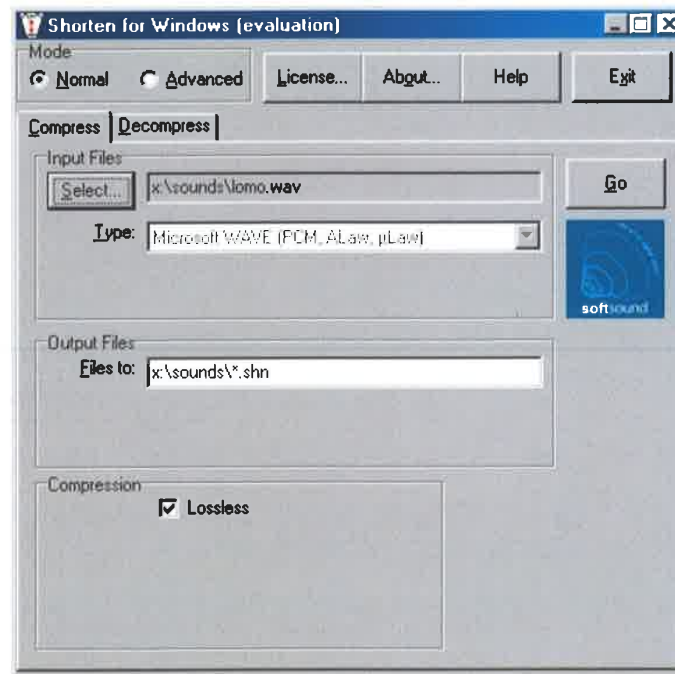 Shorten for Windows (evaluation)
Mode
Normal Advanced License... About... Help Exit
Compress Decompress
Input Files
Select... x:\sounds\lomo.wav Go
Type: Microsoft WAVE (PCM, ALaw, µLaw)
softsound
Output Files
Files to: x:\sounds\*.shn
Compression
Lossless